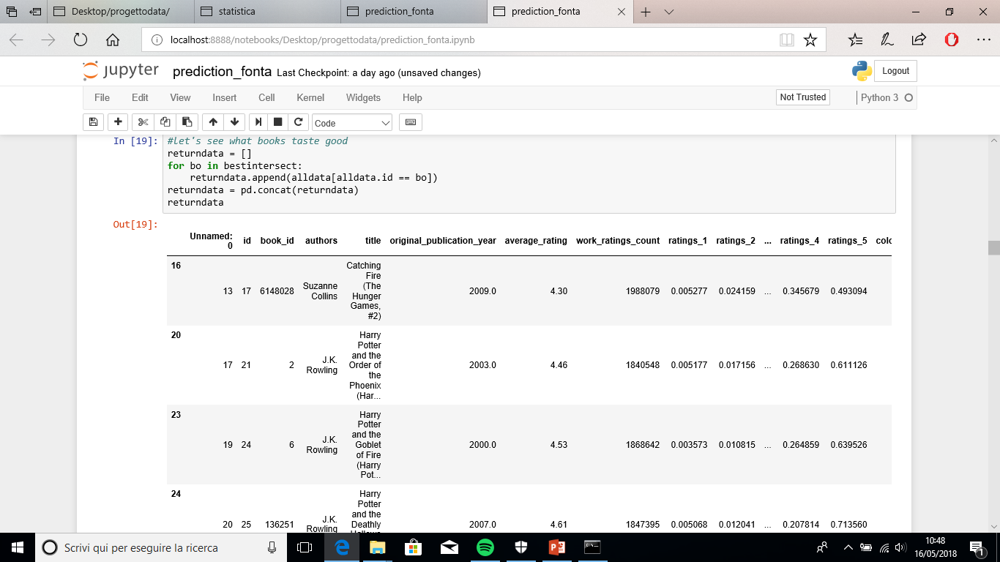 Desktop/progettodata/ statistica prediction_fonta prediction_fonta
localhost:8888/notebooks/Desktop/progettodata/prediction_fonta.ipynb
jupyter prediction_fonta Last Checkpoint: a day ago (unsaved changes) Logout
File Edit View Insert Cell Kernel Widgets Help Not Trusted Python 3
Code
In [19]: #let's see what books taste good
returndata = []
for bo in bestintersect:
    returndata.append(alldata[alldata.id == bo])
returndata = pd.concat(returndata)
returndata
Out[19]:
Unnamed: 0 id book_id authors title original_publication_year average_rating work_ratings_count ratings_1 ratings_2 ... ratings_4 ratings_5
16 13 17 6148028 Suzanne Collins Catching Fire (The Hunger Games, #2) 2009.0 4.30 1988079 0.005277 0.024159 ... 0.345679 0.493094
20 17 21 2 J.K. Rowling Harry Potter and the Order of the Phoenix (Har... 2003.0 4.46 1840548 0.005177 0.017156 ... 0.268630 0.611126
23 19 24 6 J.K. Rowling Harry Potter and the Goblet of Fire (Harry Pot... 2000.0 4.53 1868642 0.003573 0.010815 ... 0.264859 0.639526
24 20 25 136251 J.K. Rowling Harry Potter and the Deathly 2007.0 4.61 1847395 0.005068 0.012041 ... 0.207814 0.713560
Scrivi qui per eseguire la ricerca
10:48
16/05/2018
1